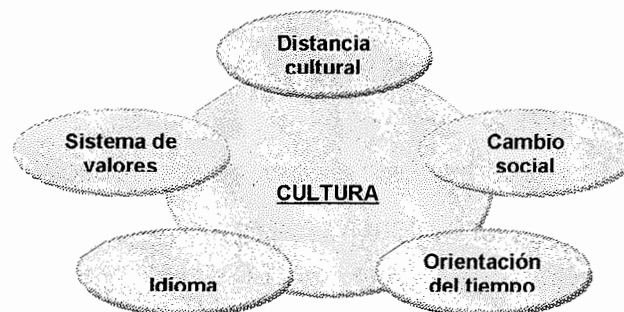 Distancia
cultural
Sistema de
valores
Cambio
social
CULTURA
Idioma
Orientación
del tiempo